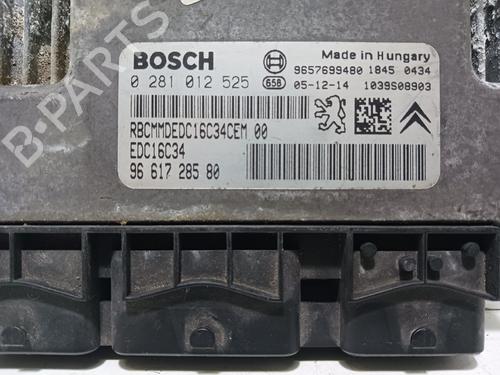 BOSCH
Made in Hungary
0 281 012 525
9657699480 1845 0434
658 05-12-14 1039S08903
RBCMMDEDC16C34CEM 00
EDC16C34
96 617 285 80